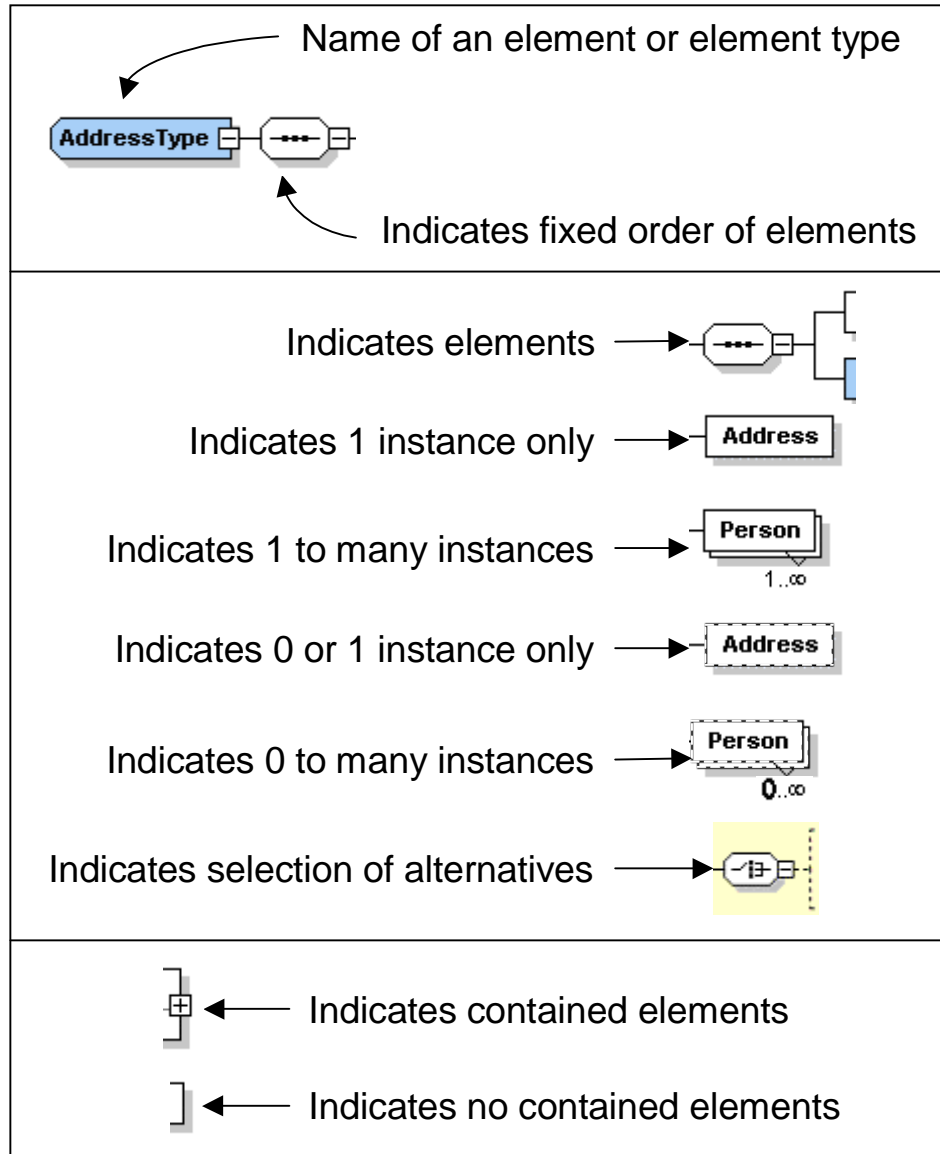 Name of an element or element type
AddressType
Indicates fixed order of elements
Indicates elements
Indicates 1 instance only
Address
Indicates 1 to many instances
Person
1..∞
Indicates 0 or 1 instance only
Address
Indicates 0 to many instances
Person
0..∞
Indicates selection of alternatives
Indicates contained elements
Indicates no contained elements